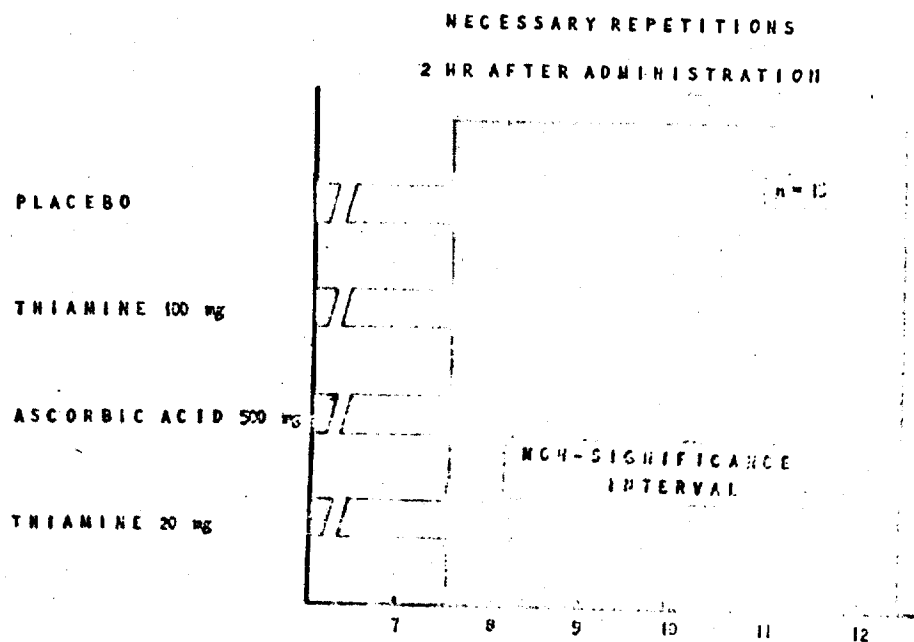 NECESSARY REPETITIONS
2 HR AFTER ADMINISTRATION
PLACEBO
n = 15
THIAMINE 100 mg
ASCORBIC ACID 500 mg
NON-SIGNIFICANCE
INTERVAL
THIAMINE 20 mg
7 8 9 10 11 12